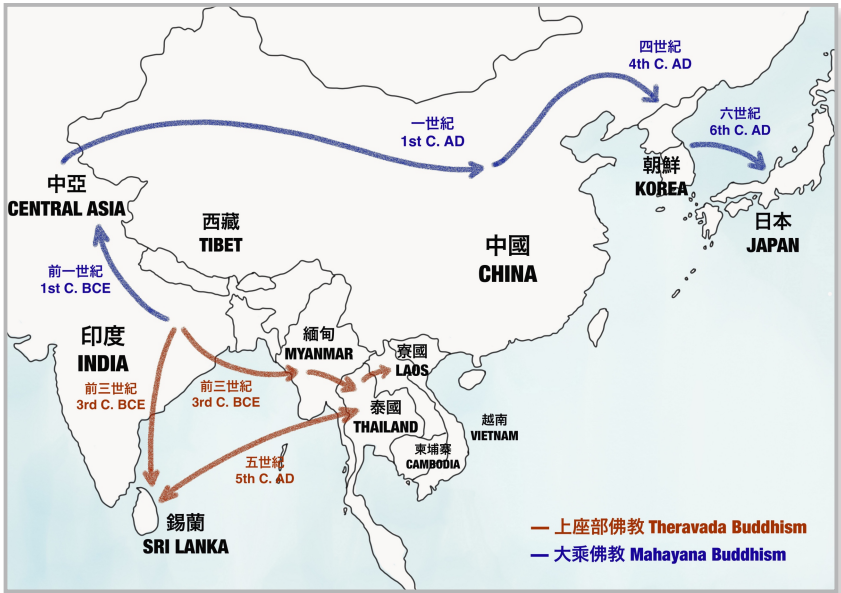 四世紀
4th C. AD
一世紀
1st C. AD
六世紀
6th C. AD
朝鮮
KOREA
中亞
CENTRAL ASIA
西藏
TIBET
日本
JAPAN
中國
CHINA
前一世紀
1st C. BCE
印度
INDIA
緬甸
MYANMAR
寮國
LAOS
前三世紀
3rd C. BCE
前三世紀
3rd C. BCE
泰國
THAILAND
越南
VIETNAM
柬埔寨
CAMBODIA
五世紀
5th C. AD
錫蘭
SRI LANKA
上座部佛教 Theravada Buddhism
大乘佛教 Mahayana Buddhism